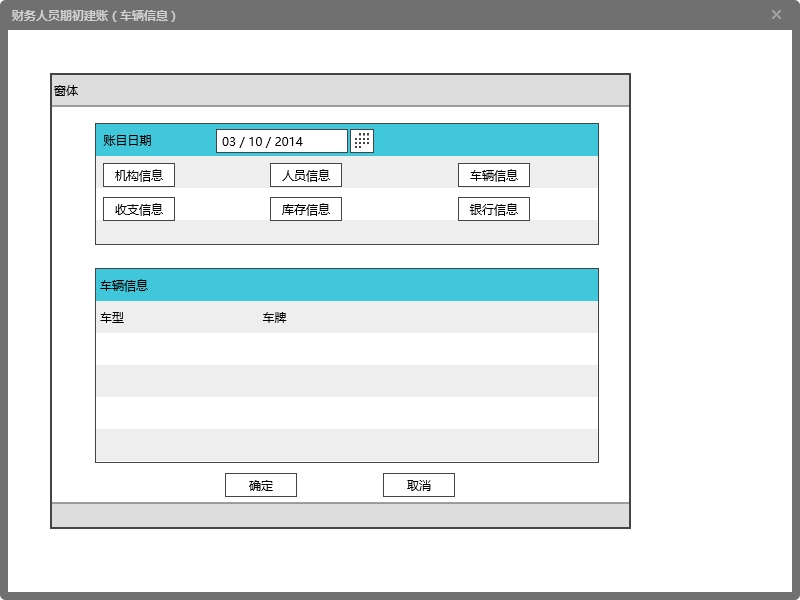 财务人员期初建账（车辆信息）
窗体
账目日期 03 / 10 / 2014
机构信息 人员信息 车辆信息
收支信息 库存信息 银行信息
车辆信息
车型 车牌
确定 取消